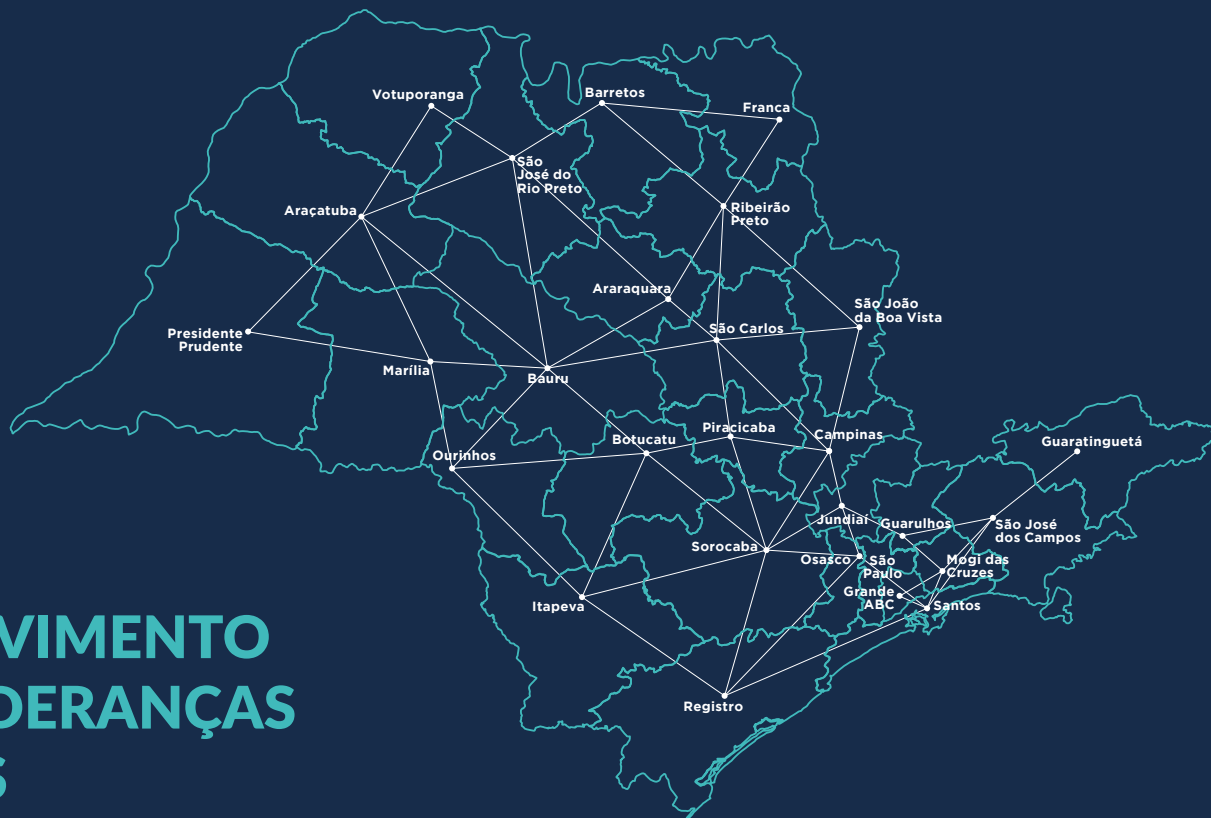 Votuporanga
Barretos
Franca
São
José do
Rio Preto
Araçatuba
Ribeirão
Preto
Araraquara
São João
da Boa Vista
São Carlos
Presidente
Prudente
Marília
Bauru
Piracicaba
Campinas
Botucatu
Guaratinguetá
Ourinhos
Jundiaí
Guarulhos
São José
dos Campos
Sorocaba
Osasco
São
Paulo
Mogi das
Cruzes
Grande
ABC
Santos
Itapeva
Registro
VIMENTO
DERANÇAS
S